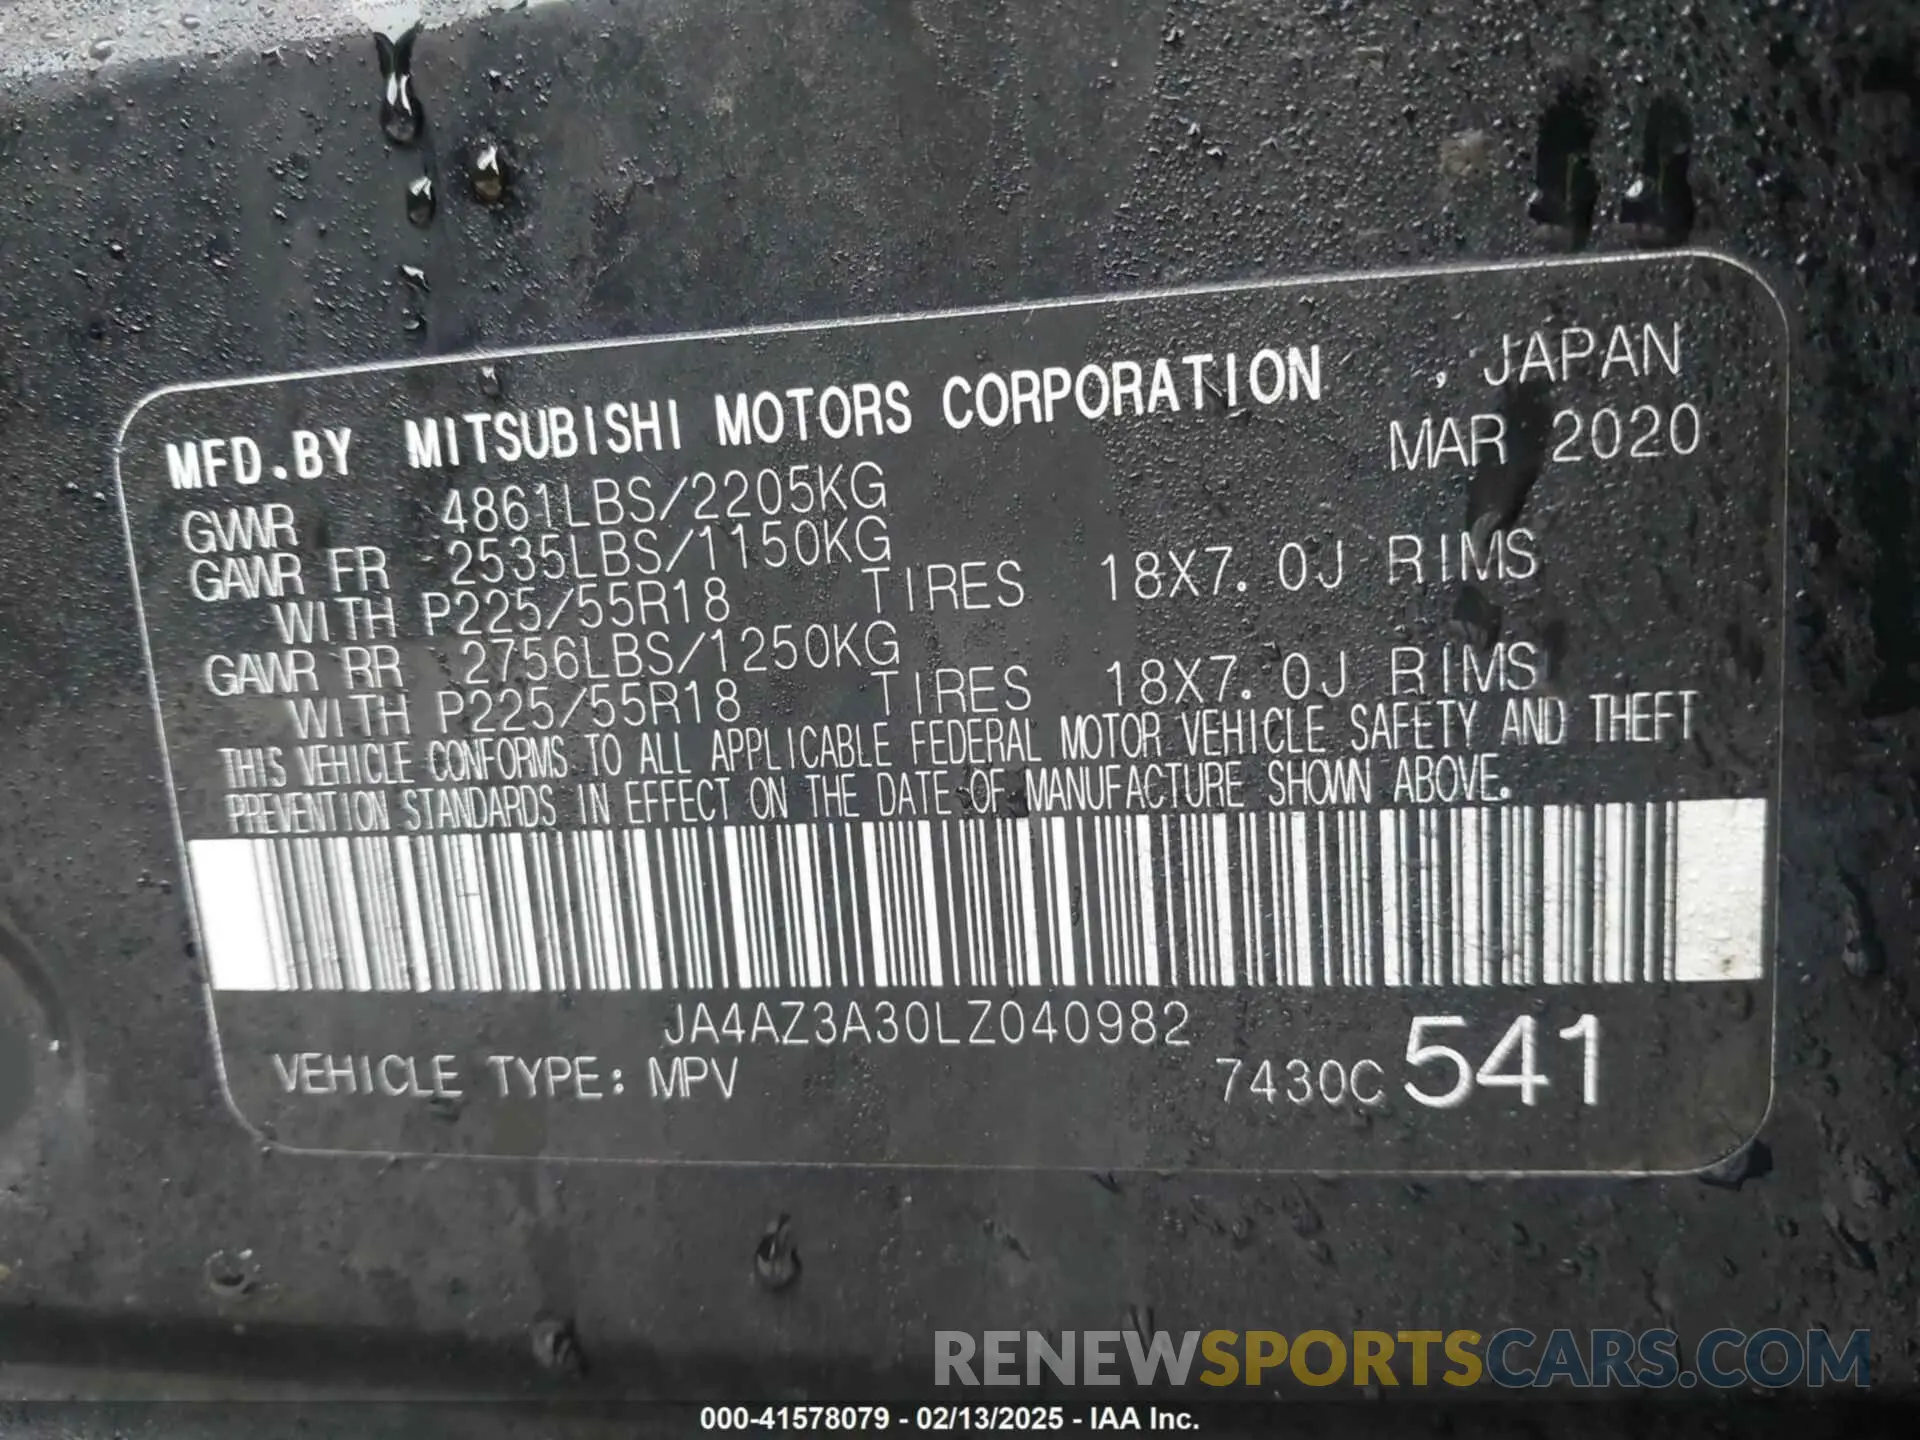 MFD.BY MITSUBISHI MOTORS CORPORATION , JAPAN
MAR 2020
GVWR 4861LBS/2205KG
GAWR FR 2535LBS/1150KG
WITH P225/55R18 TIRES 18X7.0J RIMS
GAWR RR 2756LBS/1250KG
WITH P225/55R18 TIRES 18X7.0J RIMS
THIS VEHICLE CONFORMS TO ALL APPLICABLE FEDERAL MOTOR VEHICLE SAFETY AND THEFT
PREVENTION STANDARDS IN EFFECT ON THE DATE OF MANUFACTURE SHOWN ABOVE.
JA4AZ3A30LZ040982
VEHICLE TYPE: MPV 7430C 541
RENEWSPORTSCARS.COM
000-41578079 - 02/13/2025 - IAA Inc.